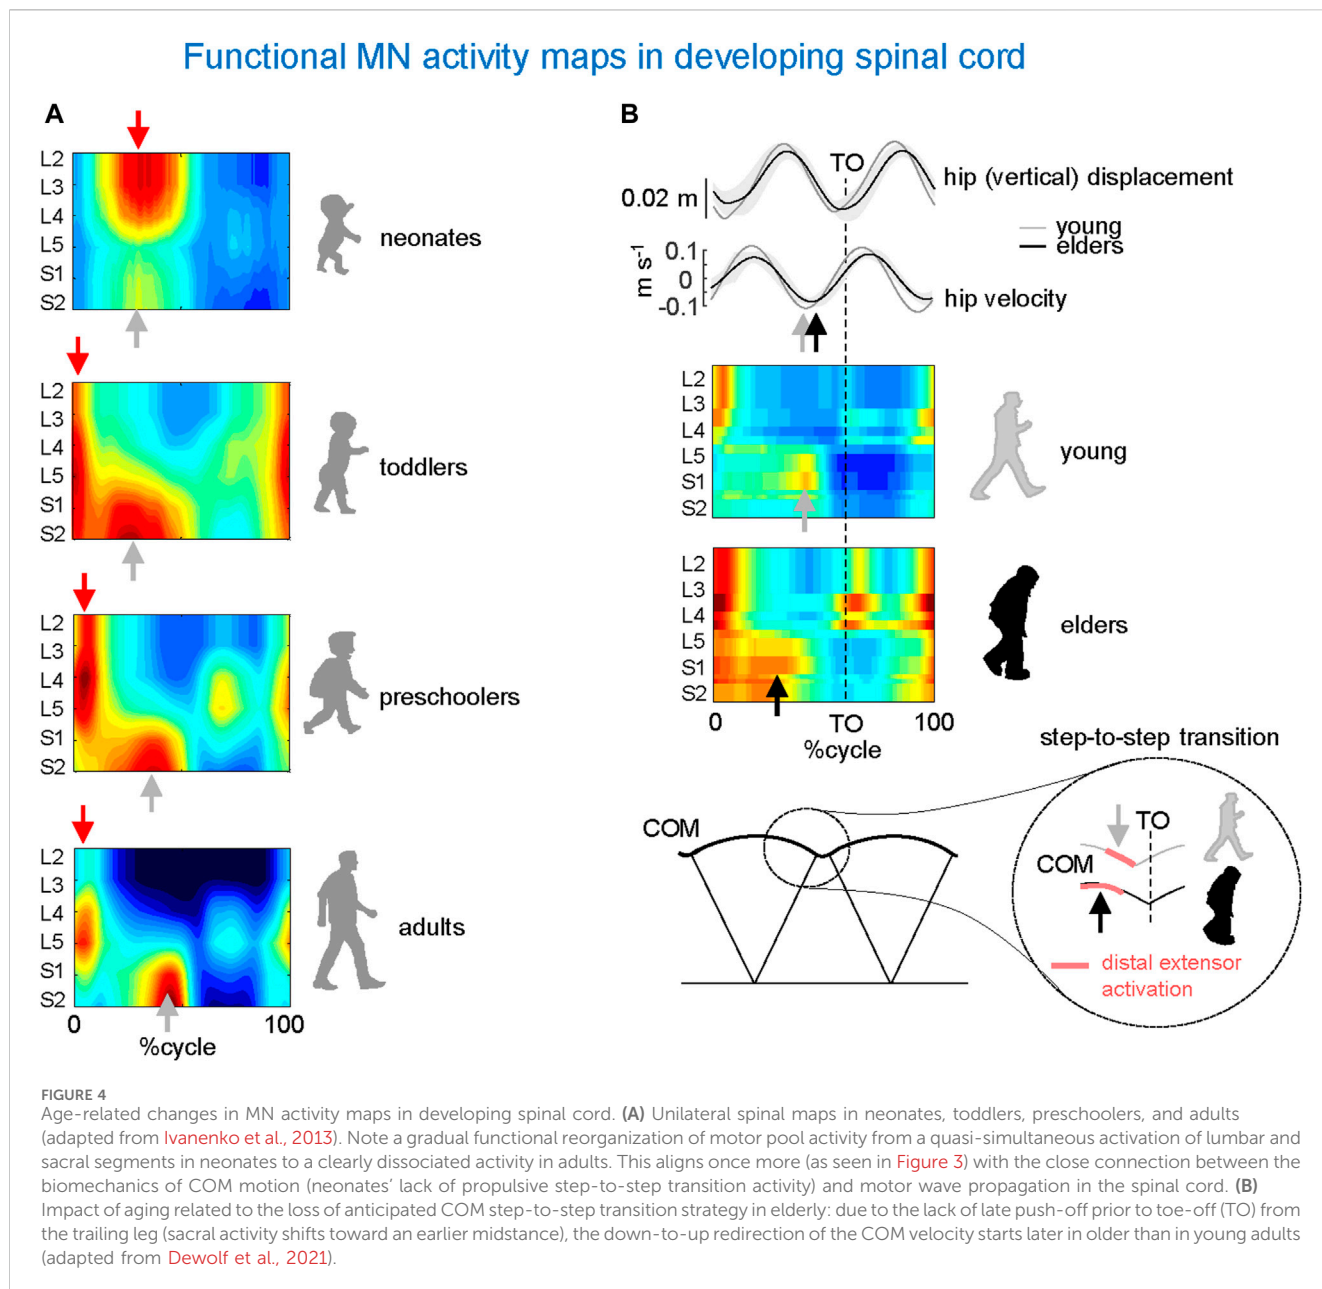 Functional MN activity maps in developing spinal cord
A
L2
L3
L4
L5
S1
S2
neonates
L2
L3
L4
L5
S1
S2
toddlers
L2
L3
L4
L5
S1
S2
preschoolers
L2
L3
L4
L5
S1
S2
adults
0
100
%cycle
B
TO
0.02 m
hip (vertical) displacement
young
elders
m s⁻¹
0.1
0
-0.1
hip velocity
L2
L3
L4
L5
S1
S2
young
L2
L3
L4
L5
S1
S2
elders
0
TO
100
%cycle
step-to-step transition
COM
TO
COM
distal extensor
activation
FIGURE 4
Age-related changes in MN activity maps in developing spinal cord. (A) Unilateral spinal maps in neonates, toddlers, preschoolers, and adults
(adapted from Ivanenko et al., 2013). Note a gradual functional reorganization of motor pool activity from a quasi-simultaneous activation of lumbar and
sacral segments in neonates to a clearly dissociated activity in adults. This aligns once more (as seen in Figure 3) with the close connection between the
biomechanics of COM motion (neonates' lack of propulsive step-to-step transition activity) and motor wave propagation in the spinal cord. (B)
Impact of aging related to the loss of anticipated COM step-to-step transition strategy in elderly: due to the lack of late push-off prior to toe-off (TO) from
the trailing leg (sacral activity shifts toward an earlier midstance), the down-to-up redirection of the COM velocity starts later in older than in young adults
(adapted from Dewolf et al., 2021).